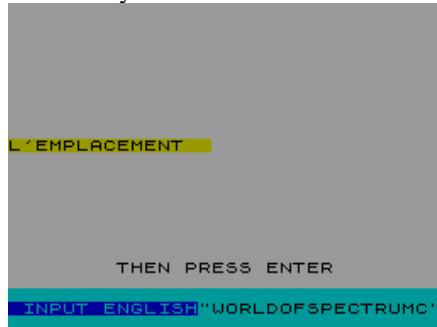 L'EMPLACEMENT
THEN PRESS ENTER
INPUT ENGLISH"WORLDOFSPECTRUMC"